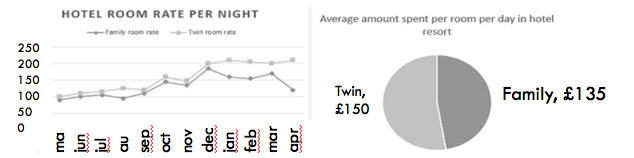 HOTEL ROOM RATE PER NIGHT
Family room rate Twin room rate
250
200
150
100
50
0
ma jun jul au sep oct nov dec jan feb mar apr
Average amount spent per room per day in hotel
resort
Twin,
£150
Family, £135